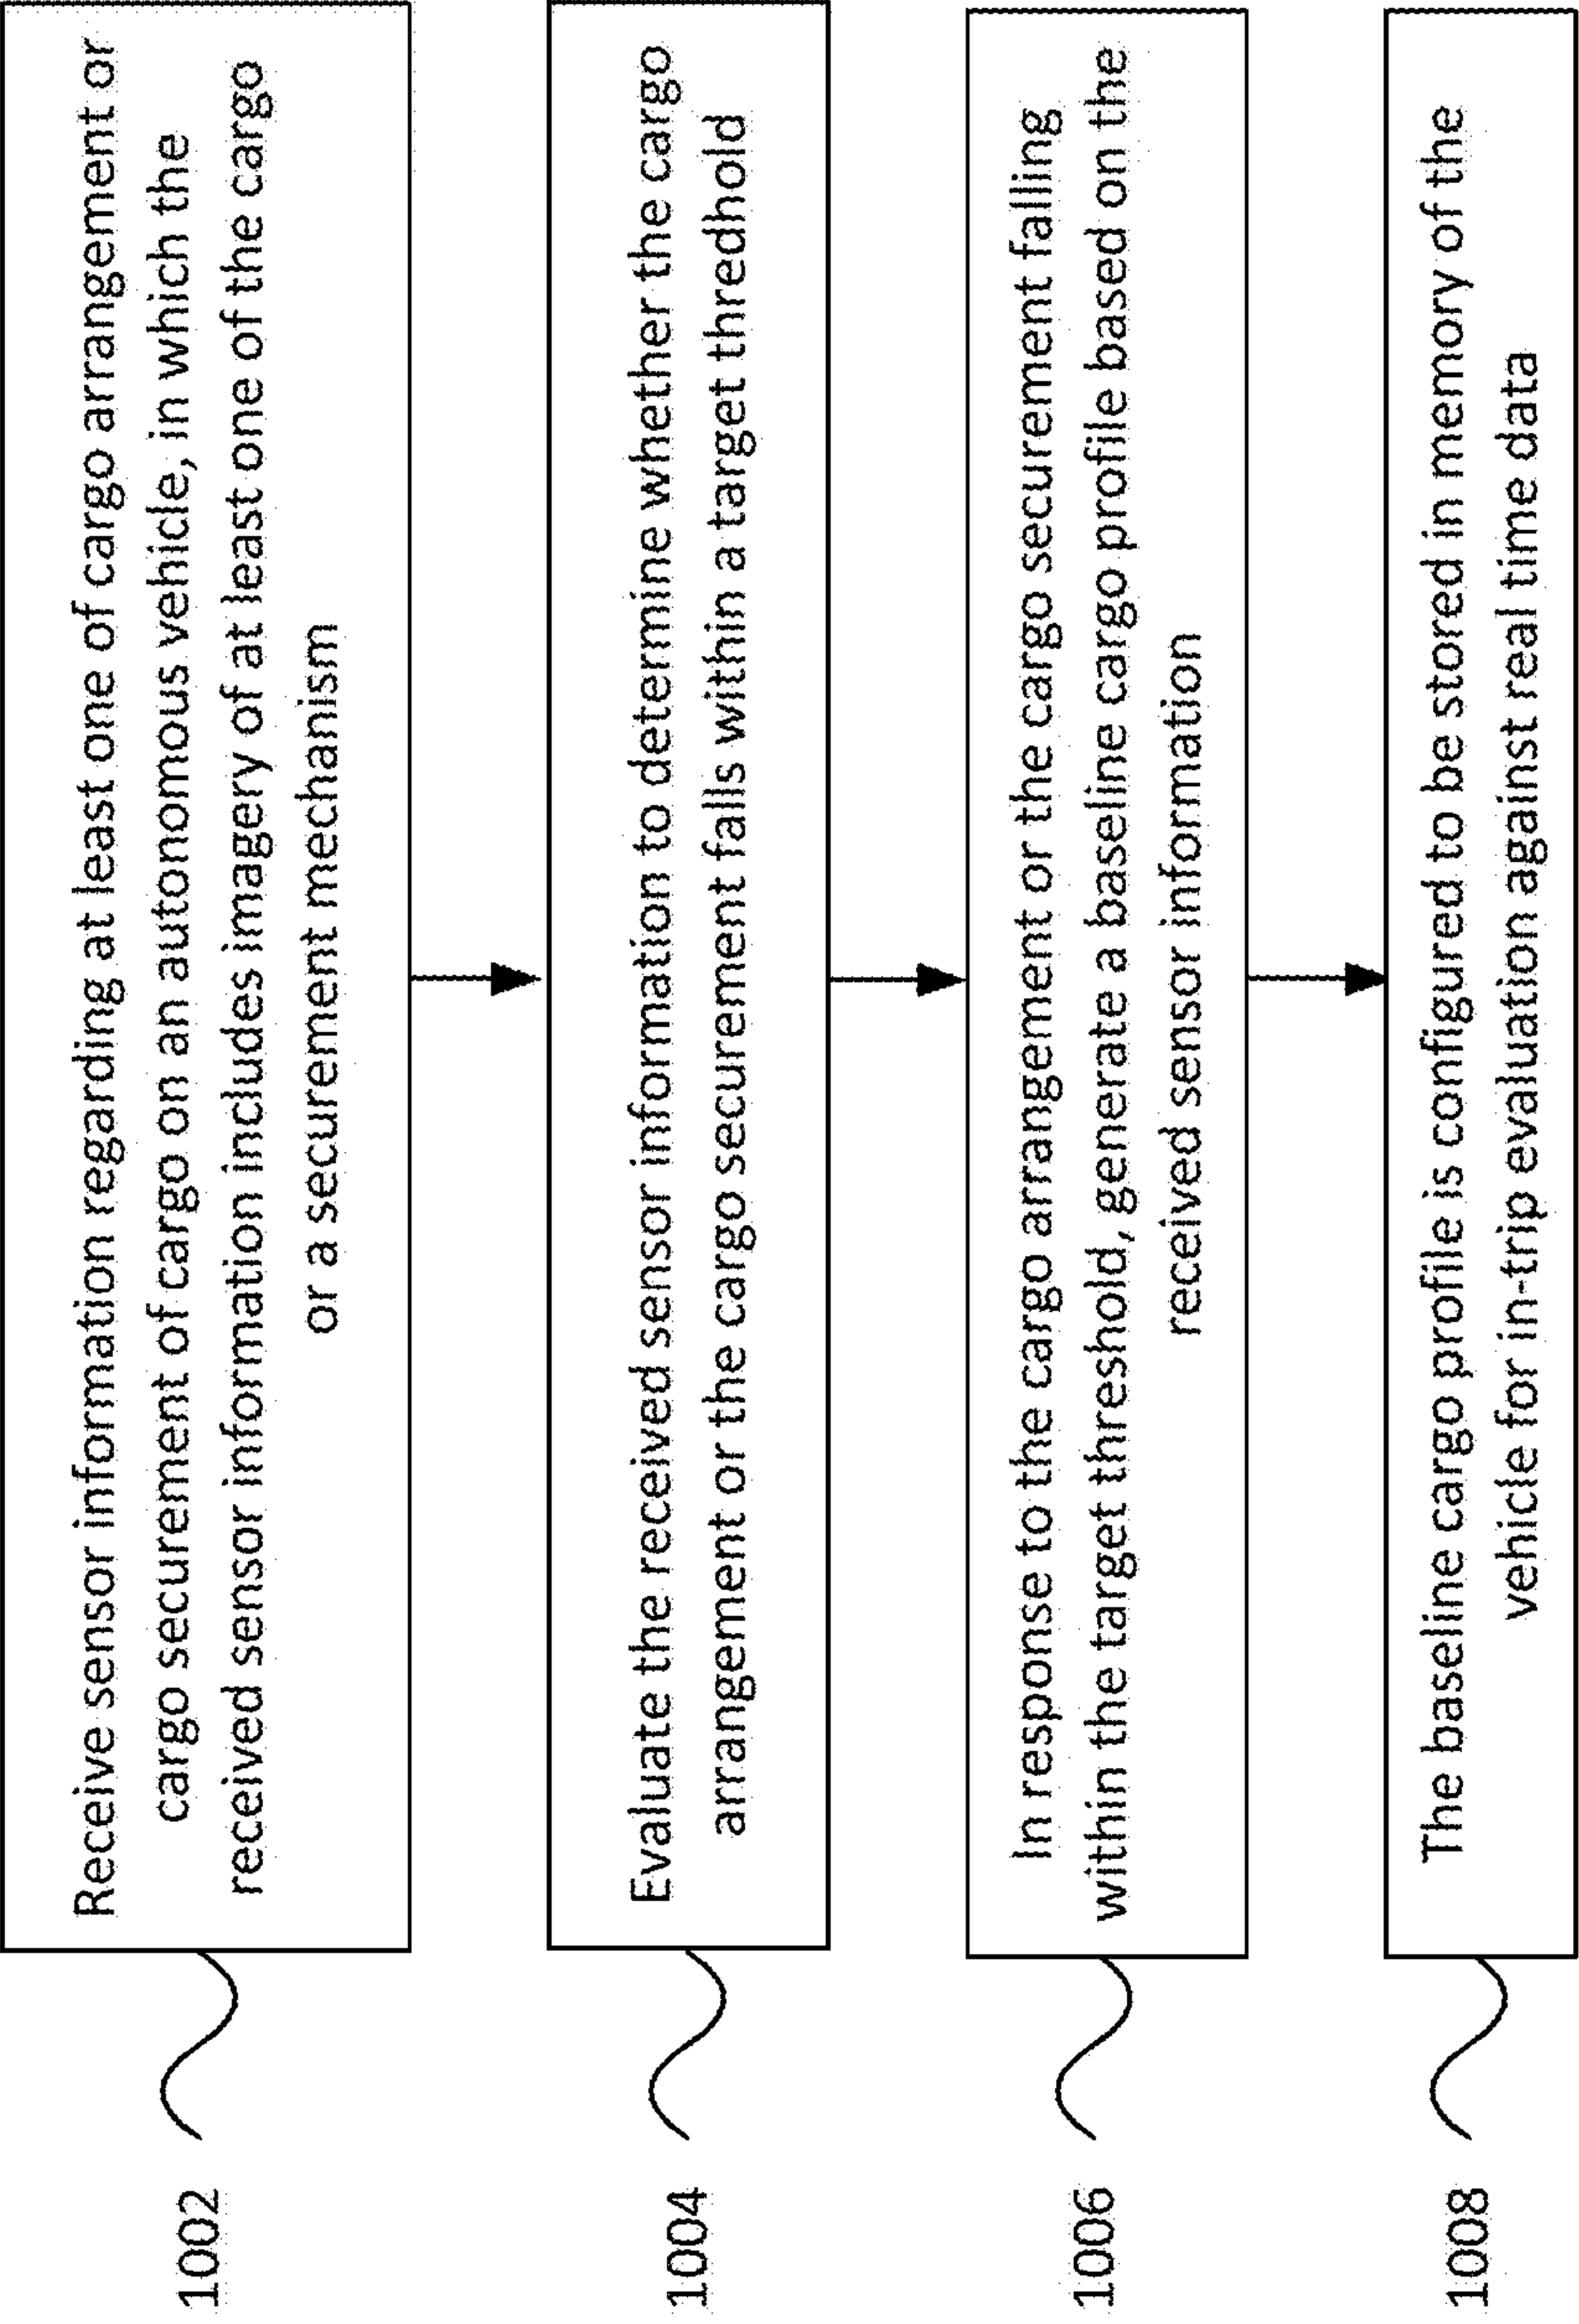 1002
Receive sensor information regarding at least one of cargo arrangement or
cargo securement of cargo on an autonomous vehicle, in which the
received sensor information includes imagery of at least one of the cargo
or a securement mechanism
1004
Evaluate the received sensor information to determine whether the cargo
arrangement or the cargo securement falls within a target thredhold
1006
In response to the cargo arrangement or the cargo securement falling
within the target threshold, generate a baseline cargo profile based on the
received sensor information
1008
The baseline cargo profile is configured to be stored in memory of the
vehicle for in-trip evaluation against real time data